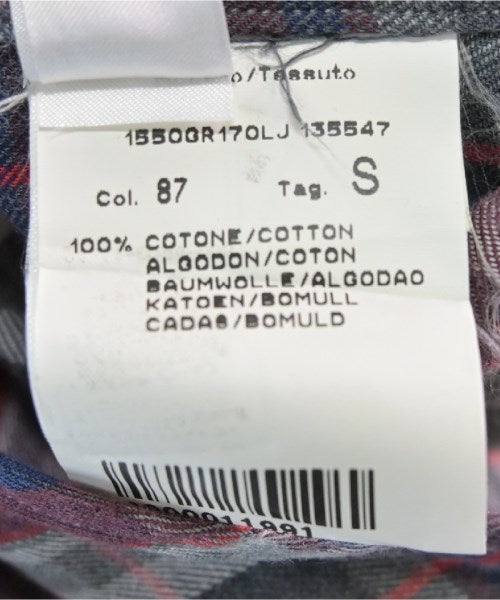 o/Tessuto
1550GR170LJ 135547
Col. 87 Tag. S
100% COTONE/COTTON
ALGODON/COTON
BAUMWOLLE/ALGODAO
KATOEN/BOMULL
CADAS/BOMULD